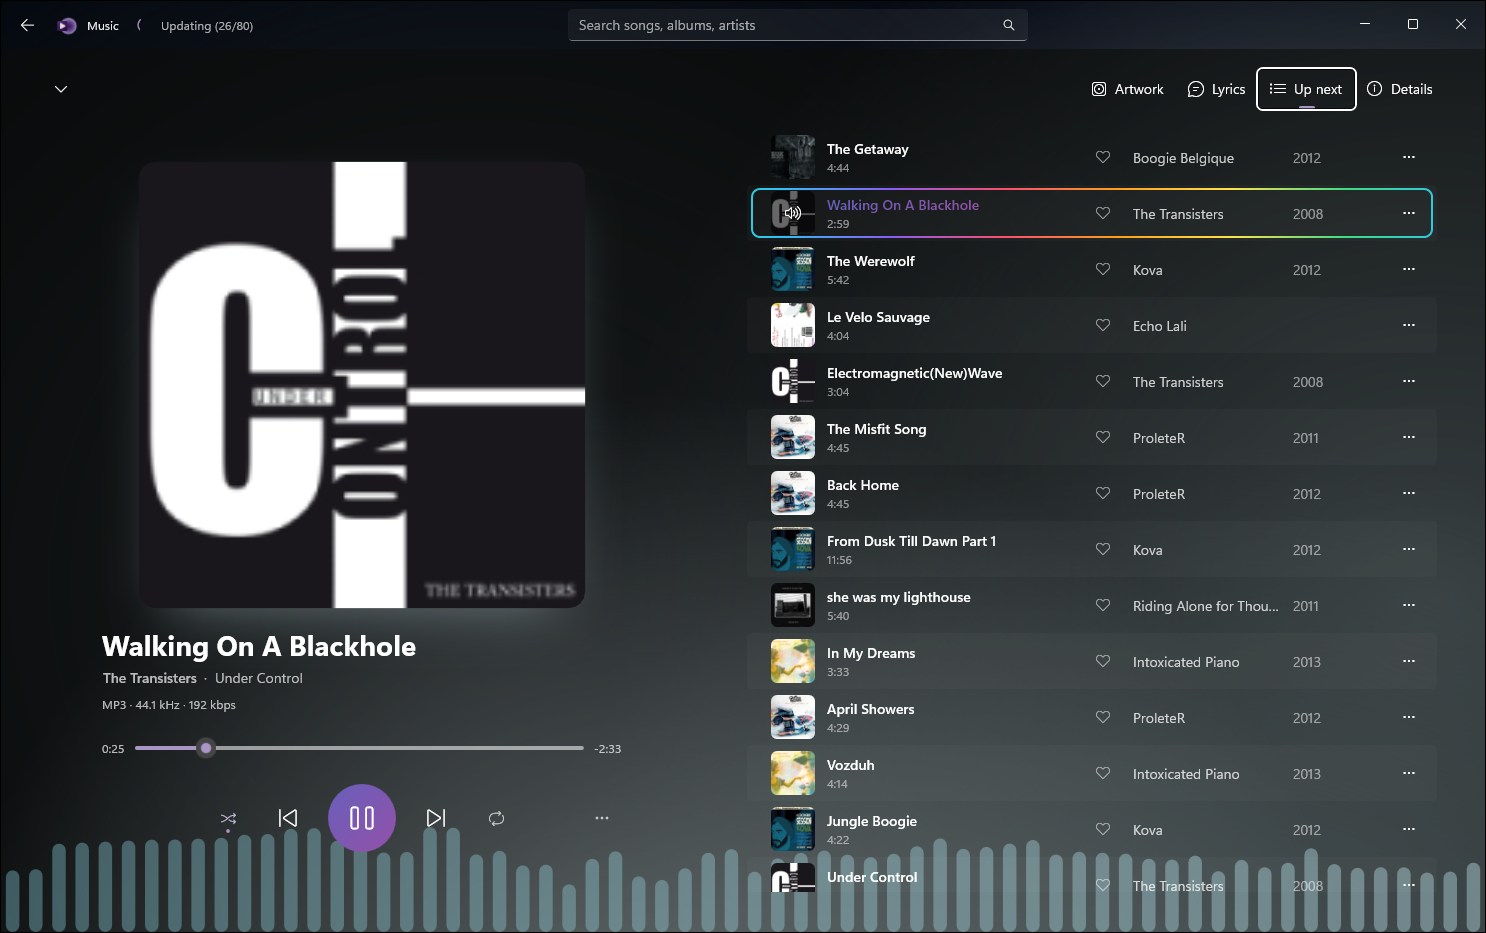 Music
Updating (26/80)
Search songs, albums, artists
Artwork
Lyrics
Up next
Details
UNDER
CONTROL
THE TRANSISTERS
Walking On A Blackhole
The Transisters · Under Control
MP3 · 44.1 kHz · 192 kbps
0:25
-2:33
The Getaway
4:44
Boogie Belgique
2012
Walking On A Blackhole
2:59
The Transisters
2008
The Werewolf
5:42
Kova
2012
Le Velo Sauvage
4:04
Echo Lali
Electromagnetic(New)Wave
3:04
The Transisters
2008
The Misfit Song
4:45
ProleteR
2011
Back Home
4:45
ProleteR
2012
From Dusk Till Dawn Part 1
11:56
Kova
2012
she was my lighthouse
5:40
Riding Alone for Thou...
2011
In My Dreams
3:33
Intoxicated Piano
2013
April Showers
4:29
ProleteR
2012
Vozduh
4:14
Intoxicated Piano
2013
Jungle Boogie
4:22
Kova
2012
Under Control
The Transisters
2008